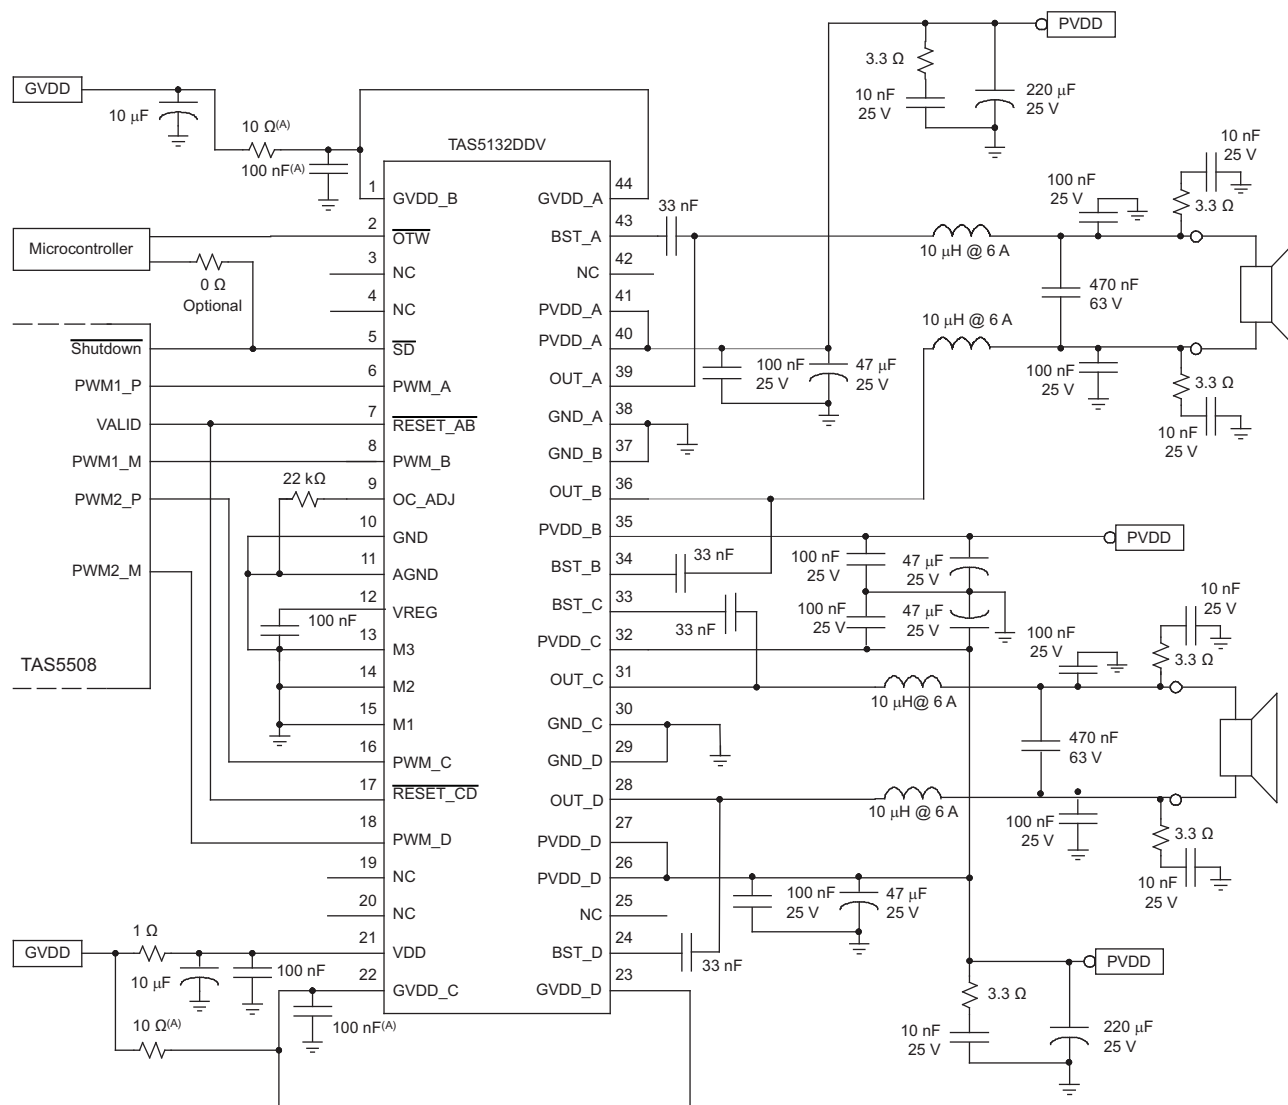 PVDD
3.3 Ω
10 nF
25 V
220 μF
25 V
GVDD
10 μF
10 Ω(A)
100 nF(A)
TAS5132DDV
1
GVDD_B
2
OTW
3
NC
4
NC
5
SD
6
PWM_A
7
RESET_AB
8
PWM_B
9
OC_ADJ
10
GND
11
AGND
12
VREG
13
M3
14
M2
15
M1
16
PWM_C
17
RESET_CD
18
PWM_D
19
NC
20
NC
21
VDD
22
GVDD_C
44
GVDD_A
43
BST_A
42
NC
41
PVDD_A
40
PVDD_A
39
OUT_A
38
GND_A
37
GND_B
36
OUT_B
35
PVDD_B
34
BST_B
33
BST_C
32
PVDD_C
31
OUT_C
30
GND_C
29
GND_D
28
OUT_D
27
PVDD_D
26
PVDD_D
25
NC
24
BST_D
23
GVDD_D
Microcontroller
0 Ω
Optional
Shutdown
PWM1_P
VALID
PWM1_M
PWM2_P
PWM2_M
TAS5508
22 kΩ
100 nF
GVDD
1 Ω
10 μF
100 nF
10 Ω(A)
100 nF(A)
33 nF
10 μH @ 6 A
10 μH @ 6 A
100 nF
25 V
10 nF
25 V
3.3 Ω
470 nF
63 V
100 nF
25 V
3.3 Ω
10 nF
25 V
100 nF
25 V
47 μF
25 V
33 nF
33 nF
100 nF
25 V
47 μF
25 V
100 nF
25 V
47 μF
25 V
PVDD
10 μH@ 6 A
10 μH @ 6 A
100 nF
25 V
10 nF
25 V
3.3 Ω
470 nF
63 V
100 nF
25 V
3.3 Ω
10 nF
25 V
100 nF
25 V
47 μF
25 V
33 nF
PVDD
3.3 Ω
10 nF
25 V
220 μF
25 V